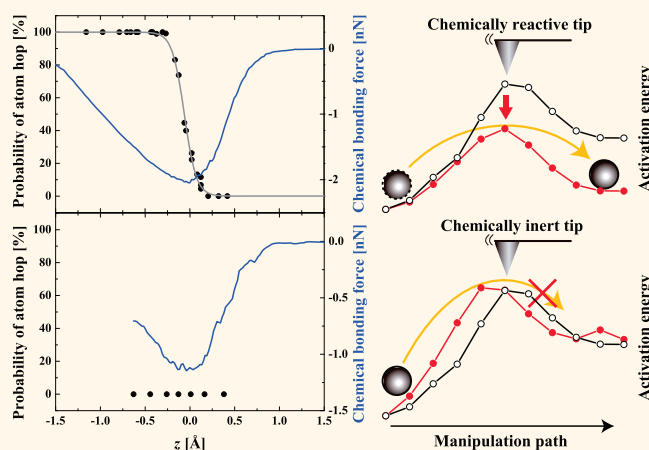 Probability of atom hop [%]
100
80
60
40
20
0
0
-1
-2
Chemical bonding force [nN]
Probability of atom hop [%]
100
80
60
40
20
0
0.0
-0.5
-1.0
-1.5
Chemical bonding force [nN]
-1.5 -1.0 -0.5 0.0 0.5 1.0 1.5
z [Å]
Chemically reactive tip
Activation energy
Chemically inert tip
Activation energy
Manipulation path